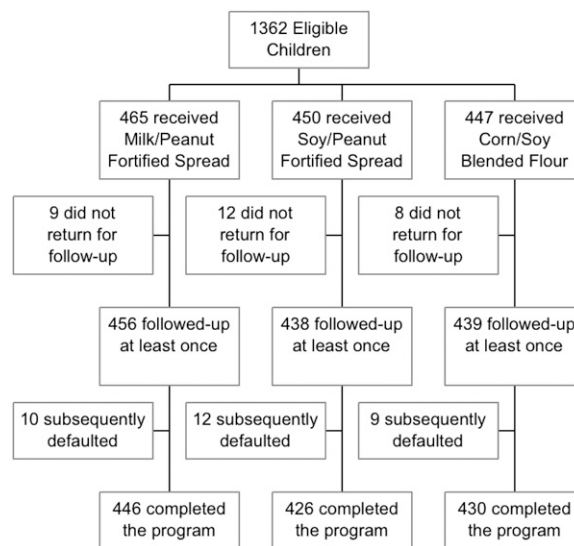 1362 Eligible
Children
465 received
Milk/Peanut
Fortified Spread
450 received
Soy/Peanut
Fortified Spread
447 received
Corn/Soy
Blended Flour
9 did not
return for
follow-up
12 did not
return for
follow-up
8 did not
return for
follow-up
456 followed-up
at least once
438 followed-up
at least once
439 followed-up
at least once
10 subsequently
defaulted
12 subsequently
defaulted
9 subsequently
defaulted
446 completed
the program
426 completed
the program
430 completed
the program